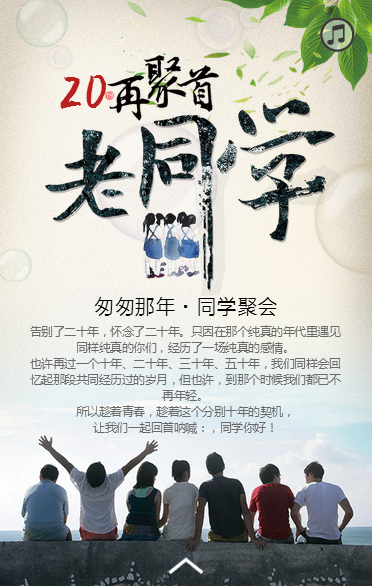 20年再聚首
老同学
匆匆那年·同学聚会
告别了二十年，怀念了二十年。只因在那个纯真的年代里遇见
同样纯真的你们，经历了一场纯真的感情。
也许再过一个十年、二十年、三十年、五十年，我们同样会回
忆起那段共同经历过的岁月，但也许，到那个时候我们都已不
再年轻。
所以趁着青春，趁着这个分别十年的契机，
让我们一起回首呐喊：，同学你好！